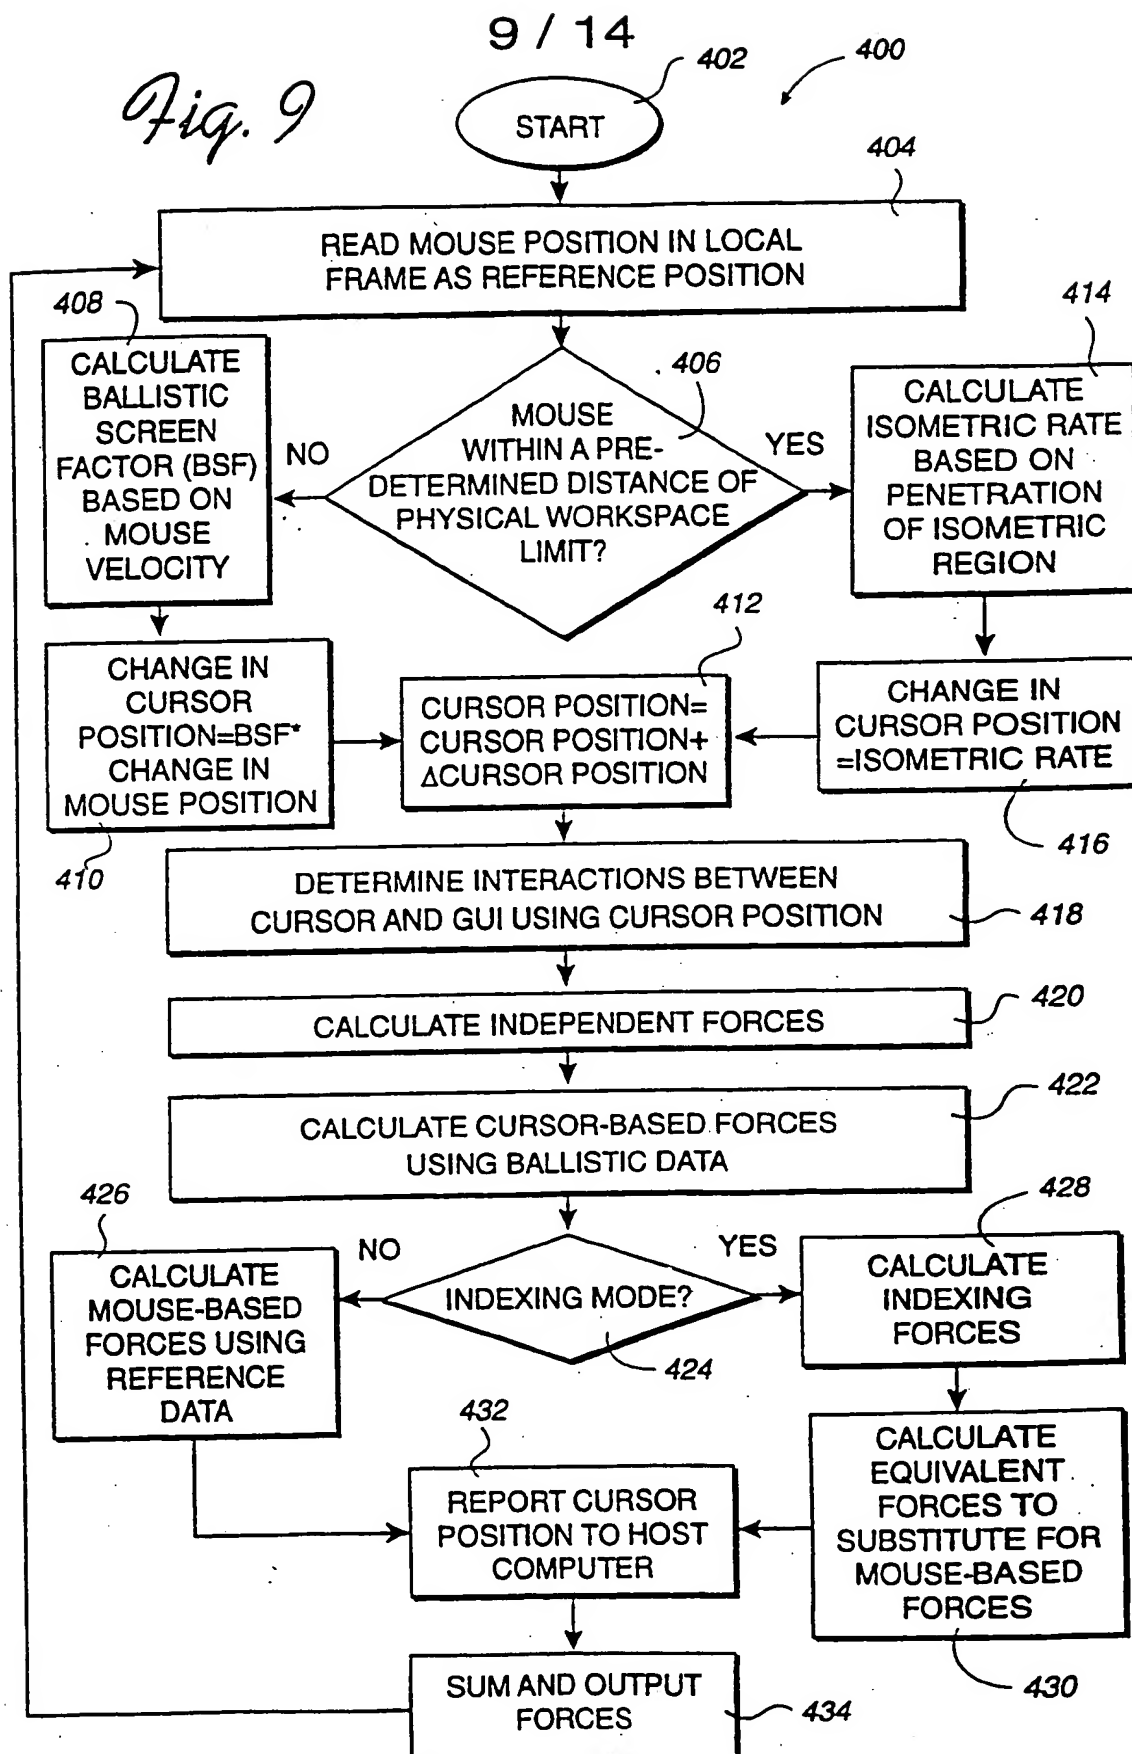 9 / 14
Fig. 9
402
400
START
404
READ MOUSE POSITION IN LOCAL
FRAME AS REFERENCE POSITION
408
CALCULATE
BALLISTIC
SCREEN
FACTOR (BSF)
BASED ON
MOUSE
VELOCITY
NO
406
MOUSE
WITHIN A PRE-
DETERMINED DISTANCE OF
PHYSICAL WORKSPACE
LIMIT?
YES
414
CALCULATE
ISOMETRIC RATE
BASED ON
PENETRATION
OF ISOMETRIC
REGION
CHANGE IN
CURSOR
POSITION=BSF*
CHANGE IN
MOUSE POSITION
410
412
CURSOR POSITION=
CURSOR POSITION+
ΔCURSOR POSITION
CHANGE IN
CURSOR POSITION
=ISOMETRIC RATE
416
DETERMINE INTERACTIONS BETWEEN
CURSOR AND GUI USING CURSOR POSITION
418
CALCULATE INDEPENDENT FORCES
420
CALCULATE CURSOR-BASED FORCES
USING BALLISTIC DATA
422
426
CALCULATE
MOUSE-BASED
FORCES USING
REFERENCE
DATA
NO
INDEXING MODE?
424
YES
428
CALCULATE
INDEXING
FORCES
432
REPORT CURSOR
POSITION TO HOST
COMPUTER
CALCULATE
EQUIVALENT
FORCES TO
SUBSTITUTE FOR
MOUSE-BASED
FORCES
430
SUM AND OUTPUT
FORCES
434